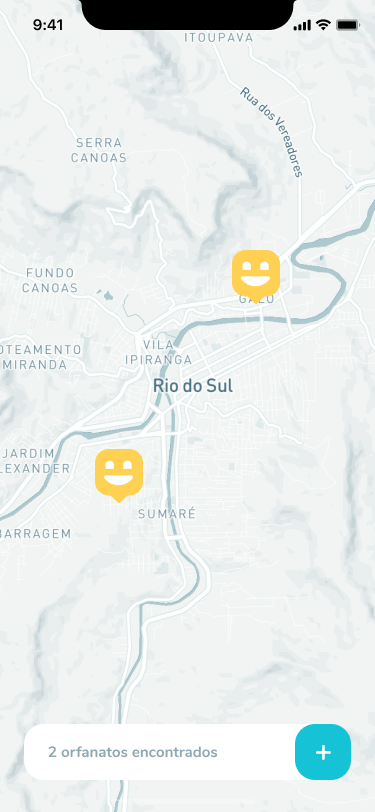 9:41
ITOUPAVA
Rua dos Vereadores
SERRA
CANOAS
FUNDO
CANOAS
GALO
OTEAMENTO
MIRANDA
VILA
IPIRANGA
Rio do Sul
JARDIM
LEXANDER
SUMARÉ
BARRAGEM
2 orfanatos encontrados
+